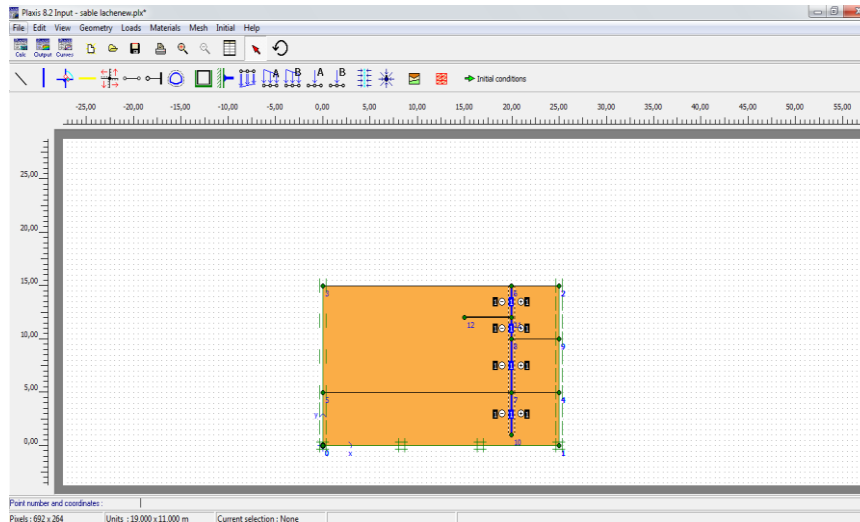 Plaxis 8.2 Input - sable lachenew.plx*
File Edit View Geometry Loads Materials Mesh Initial Help
Calc Output Curves
A B A B Initial conditions
-25,00 -20,00 -15,00 -10,00 -5,00 0,00 5,00 10,00 15,00 20,00 25,00 30,00 35,00 40,00 45,00 50,00 55,00
25,00
20,00
15,00
3 2
12
10,00
8 9
5,00
5 7 4
y
10
0,00
0 x 1
Point number and coordinates :
Pixels : 692 x 264 Units : 19.000 x 11.000 m Current selection : None